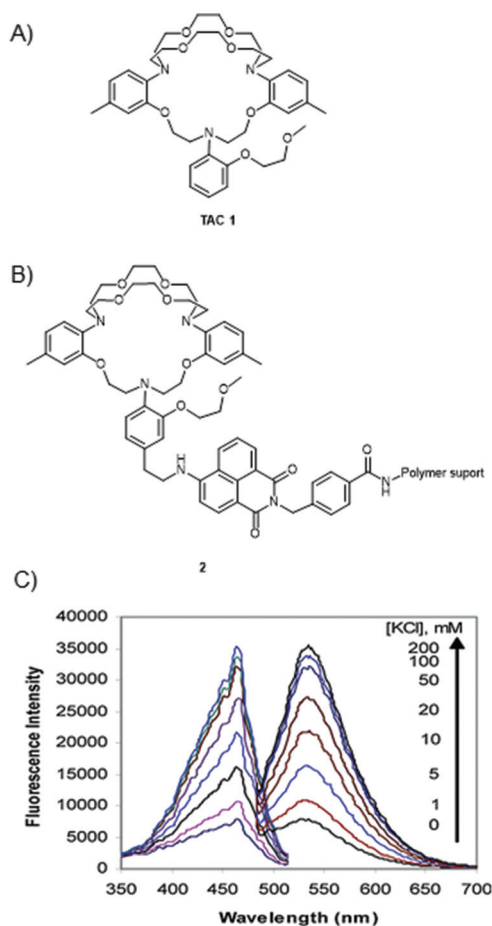 A)
O O
O O
N N
O O
N
O
O
TAC 1
B)
O O
O O
N N
O O
N
O
O
H
N
O
N
O
O
N
H
Polymer suport
2
C)
40000
35000
30000
25000
20000
15000
10000
5000
0
Fluorescence Intensity
[KCl], mM
200
100
50
20
10
5
1
0
350 400 450 500 550 600 650 700
Wavelength (nm)